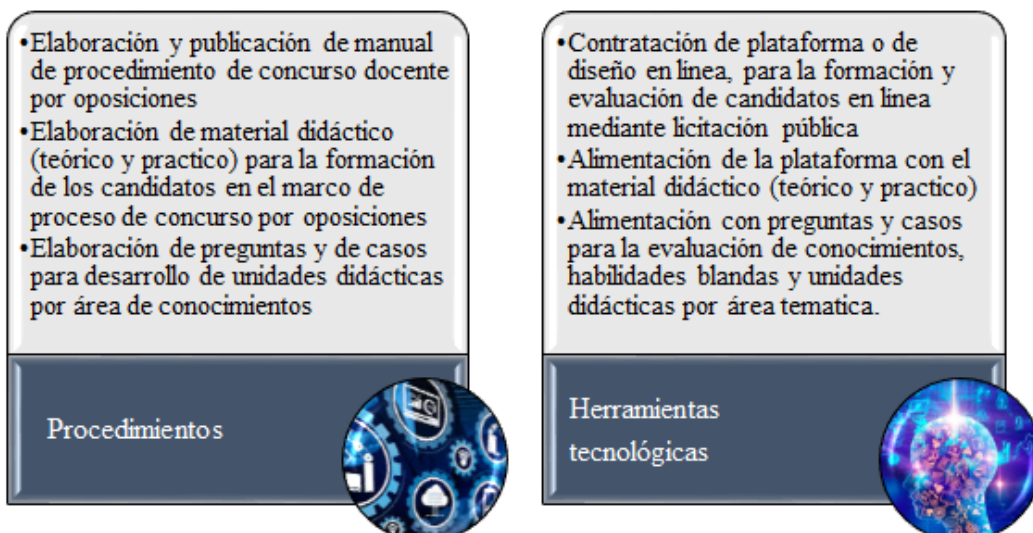 •Elaboración y publicación de manual
de procedimiento de concurso docente
por oposiciones
•Elaboración de material didáctico
(teórico y practico) para la formación
de los candidatos en el marco de
proceso de concurso por oposiciones
•Elaboración de preguntas y de casos
para desarrollo de unidades didácticas
por área de conocimientos
Procedimientos
•Contratación de plataforma o de
diseño en línea, para la formación y
evaluación de candidatos en línea
mediante licitación pública
•Alimentación de la plataforma con el
material didáctico (teórico y practico)
•Alimentación con preguntas y casos
para la evaluación de conocimientos,
habilidades blandas y unidades
didácticas por área tematica.
Herramientas
tecnológicas